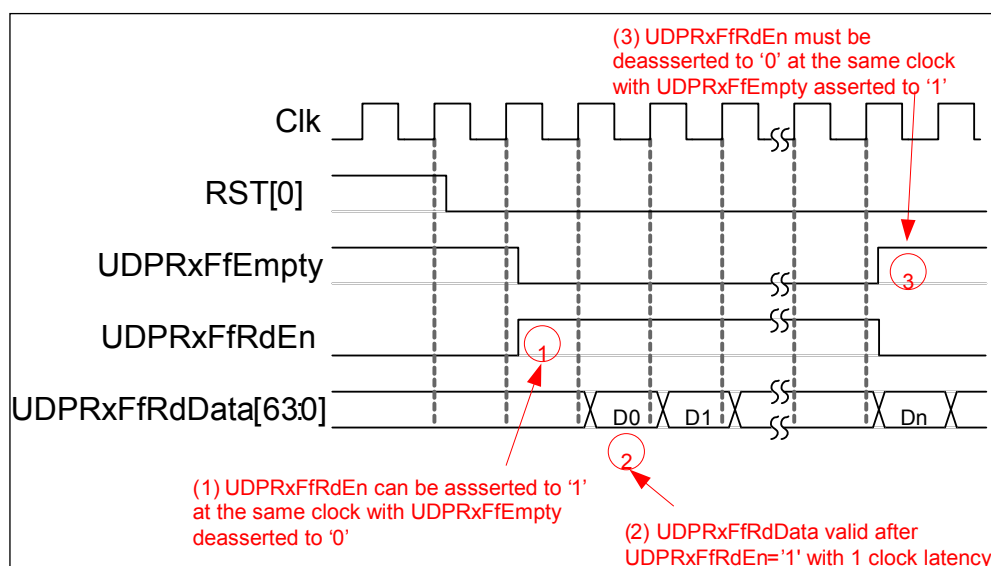 (3) UDPRxFfRdEn must be
deassserted to ‘0’ at the same clock
with UDPRxFfEmpty asserted to ‘1’
Clk
RST[0]
UDPRxFfEmpty
3
UDPRxFfRdEn
1
UDPRxFfRdData[63:0]
D0 D1 Dn
2
(1) UDPRxFfRdEn can be assserted to ‘1’
at the same clock with UDPRxFfEmpty
deasserted to ‘0’
(2) UDPRxFfRdData valid after
UDPRxFfRdEn=’1’ with 1 clock latency